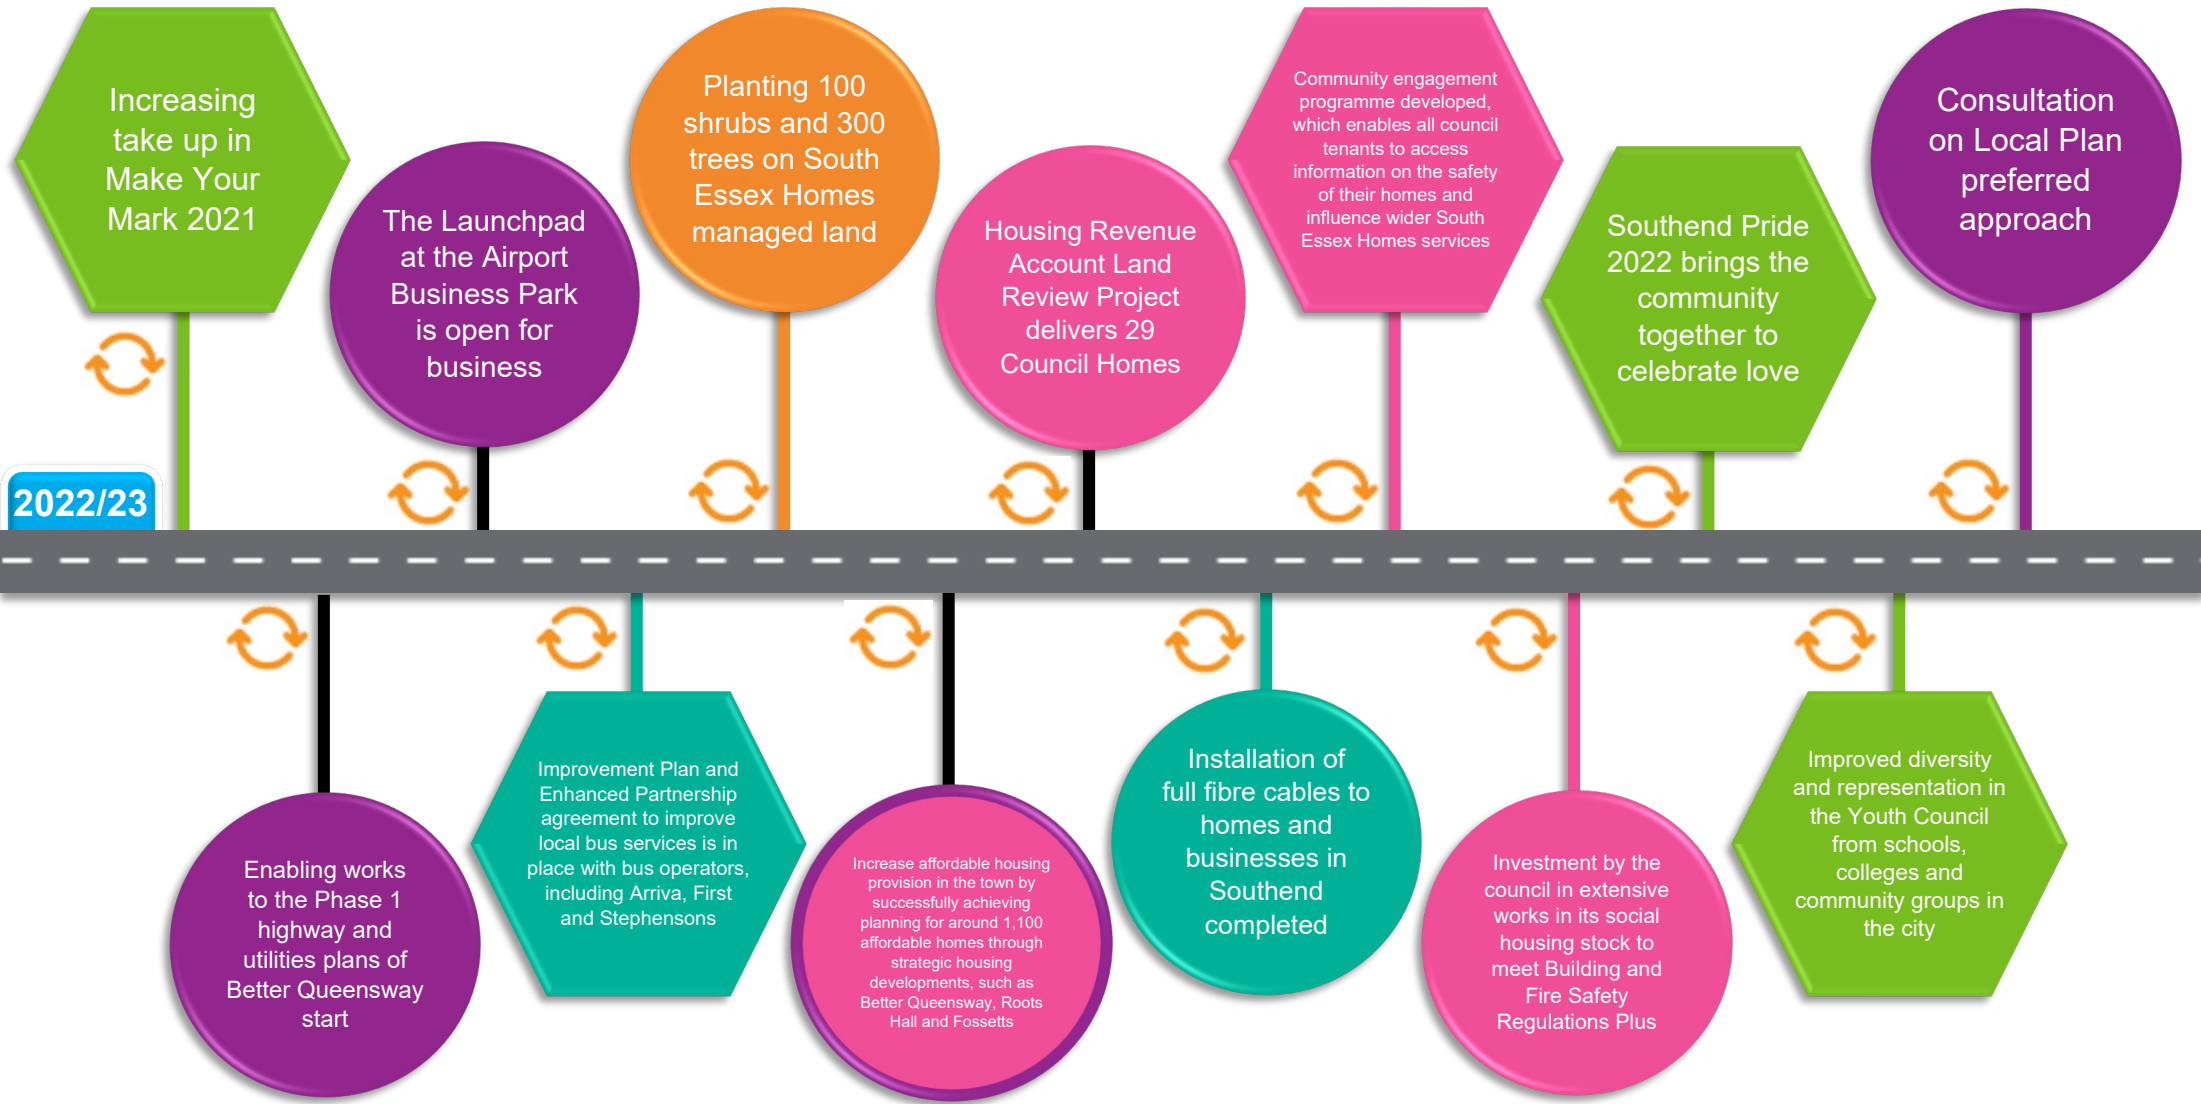 Increasing
take up in
Make Your
Mark 2021
The Launchpad
at the Airport
Business Park
is open for
business
Planting 100
shrubs and 300
trees on South
Essex Homes
managed land
Housing Revenue
Account Land
Review Project
delivers 29
Council Homes
Community engagement
programme developed,
which enables all council
tenants to access
information on the safety
of their homes and
influence wider South
Essex Homes services
Southend Pride
2022 brings the
community
together to
celebrate love
Consultation
on Local Plan
preferred
approach
2022/23
Enabling works
to the Phase 1
highway and
utilities plans of
Better Queensway
start
Improvement Plan and
Enhanced Partnership
agreement to improve
local bus services is in
place with bus operators,
including Arriva, First
and Stephensons
Increase affordable housing
provision in the town by
successfully achieving
planning for around 1,100
affordable homes through
strategic housing
developments, such as
Better Queensway, Roots
Hall and Fossetts
Installation of
full fibre cables to
homes and
businesses in
Southend
completed
Investment by the
council in extensive
works in its social
housing stock to
meet Building and
Fire Safety
Regulations Plus
Improved diversity
and representation in
the Youth Council
from schools,
colleges and
community groups in
the city